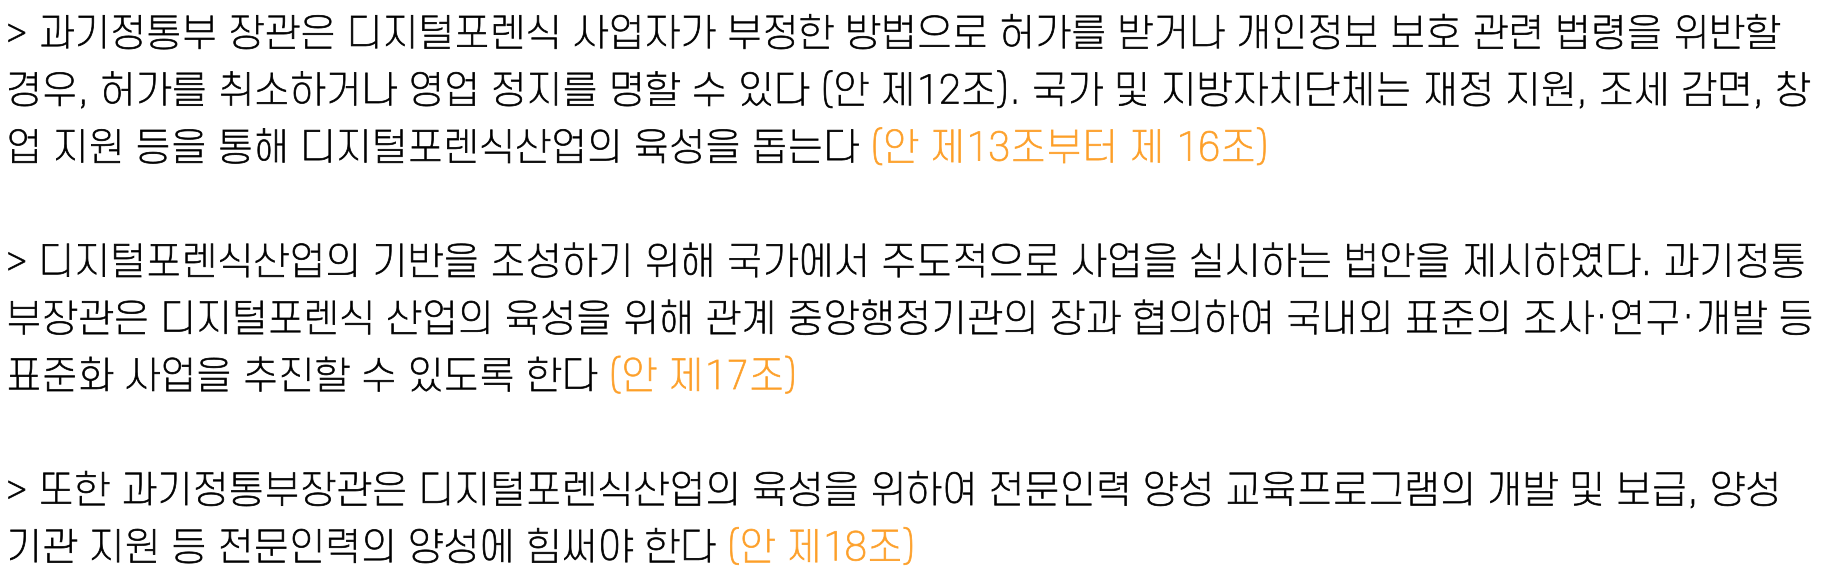 > 과기정통부 장관은 디지털포렌식 사업자가 부정한 방법으로 허가를 받거나 개인정보 보호 관련 법령을 위반할
경우, 허가를 취소하거나 영업 정지를 명할 수 있다 (안 제12조). 국가 및 지방자치단체는 재정 지원, 조세 감면, 창
업 지원 등을 통해 디지털포렌식산업의 육성을 돕는다 (안 제13조부터 제 16조)
> 디지털포렌식산업의 기반을 조성하기 위해 국가에서 주도적으로 사업을 실시하는 법안을 제시하였다. 과기정통
부장관은 디지털포렌식 산업의 육성을 위해 관계 중앙행정기관의 장과 협의하여 국내외 표준의 조사·연구·개발 등
표준화 사업을 추진할 수 있도록 한다 (안 제17조)
> 또한 과기정통부장관은 디지털포렌식산업의 육성을 위하여 전문인력 양성 교육프로그램의 개발 및 보급, 양성
기관 지원 등 전문인력의 양성에 힘써야 한다 (안 제18조)